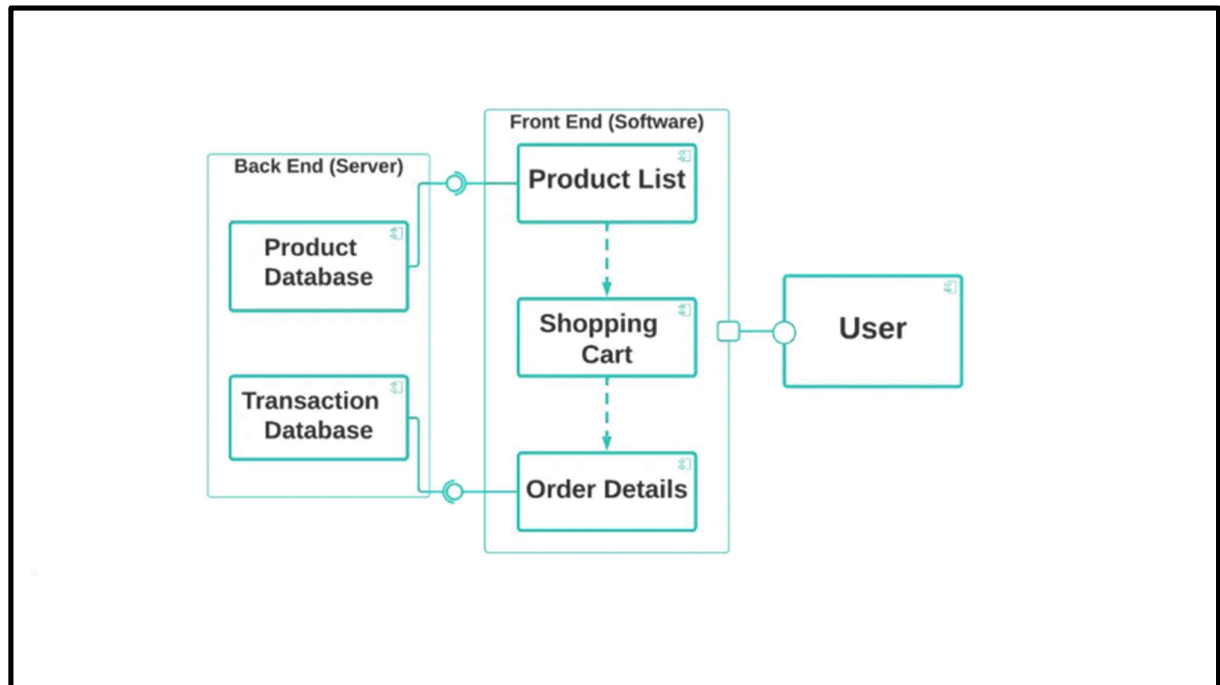 Front End (Software)
Back End (Server)
Product List
Product
Database
Shopping
Cart
User
Transaction
Database
Order Details